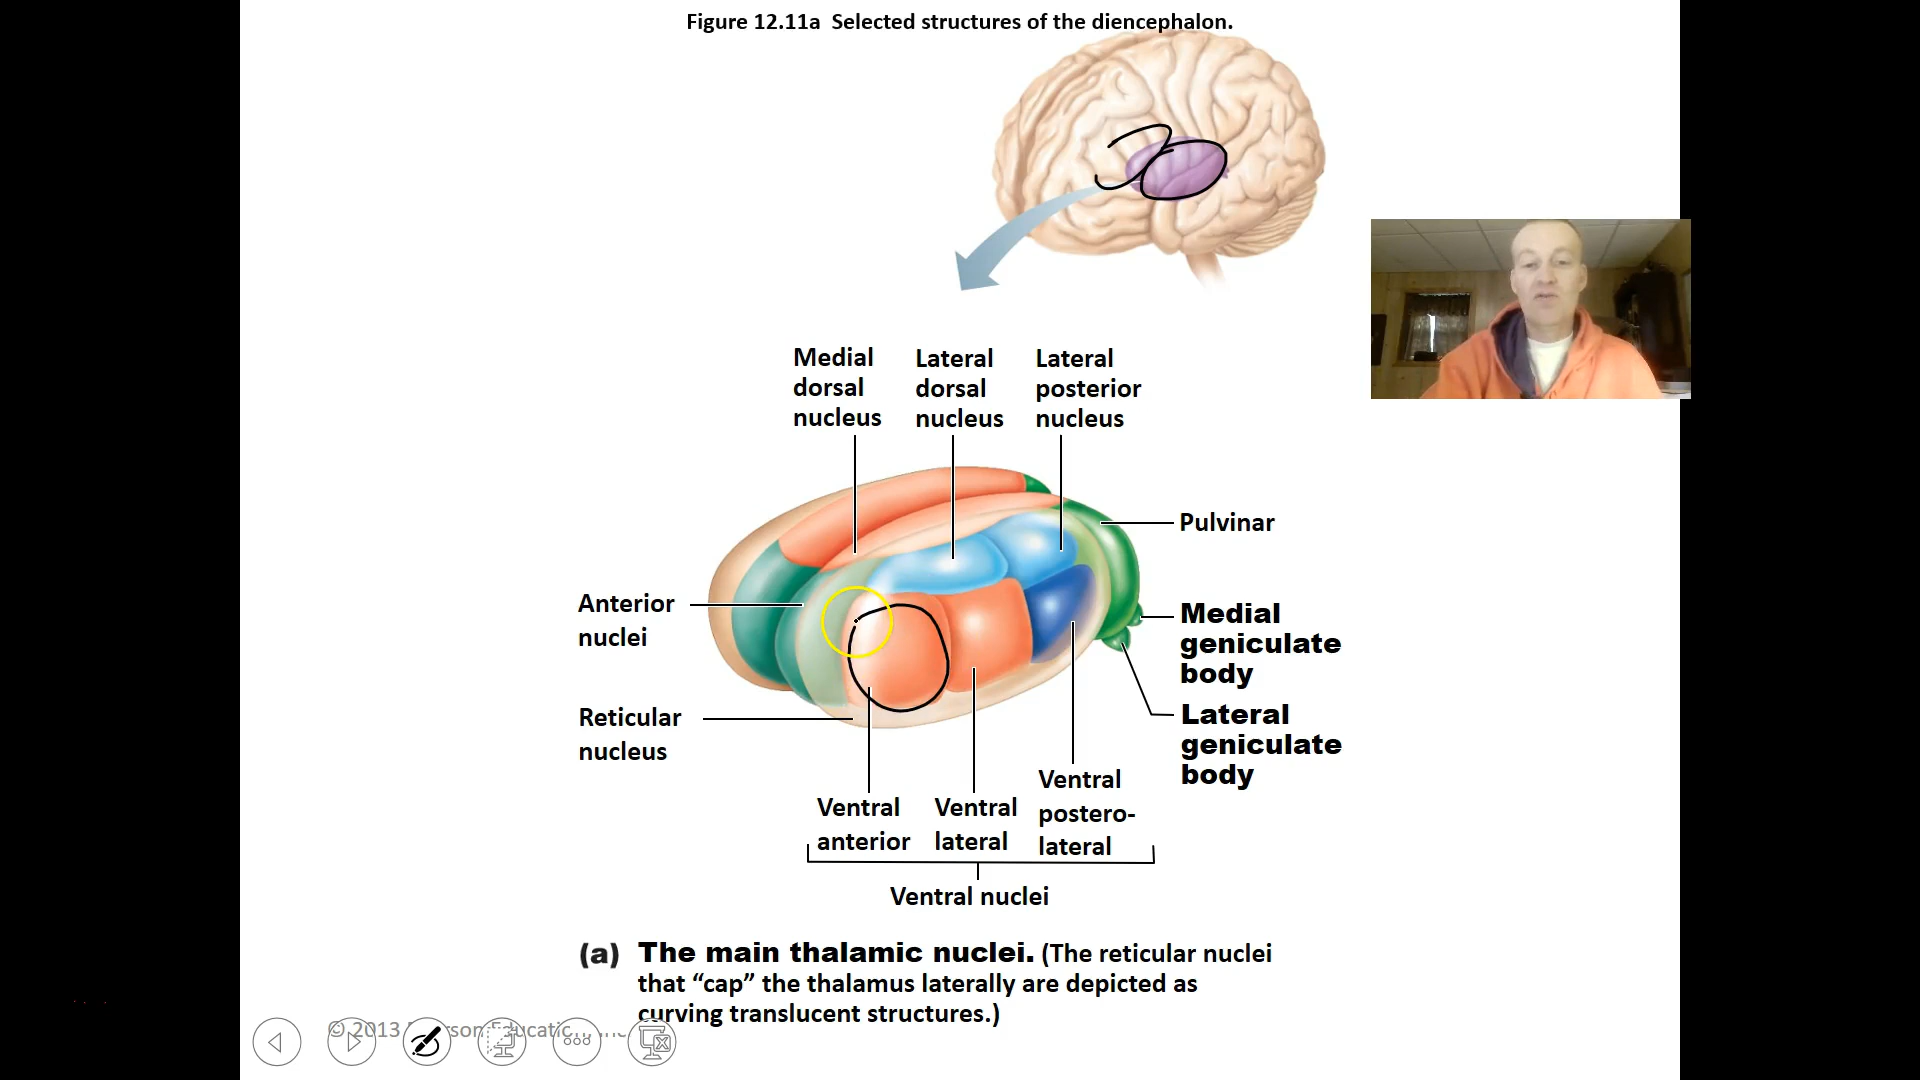 Figure 12.11a  Selected structures of the diencephalon.
Medial
dorsal
nucleus
Lateral
dorsal
nucleus
Lateral
posterior
nucleus
Pulvinar
Anterior
nuclei
Medial
geniculate
body
Reticular
nucleus
Lateral
geniculate
body
Ventral
anterior
Ventral
lateral
Ventral
postero-
lateral
Ventral nuclei
(a) The main thalamic nuclei. (The reticular nuclei
that “cap” the thalamus laterally are depicted as
curving translucent structures.)
© 2013